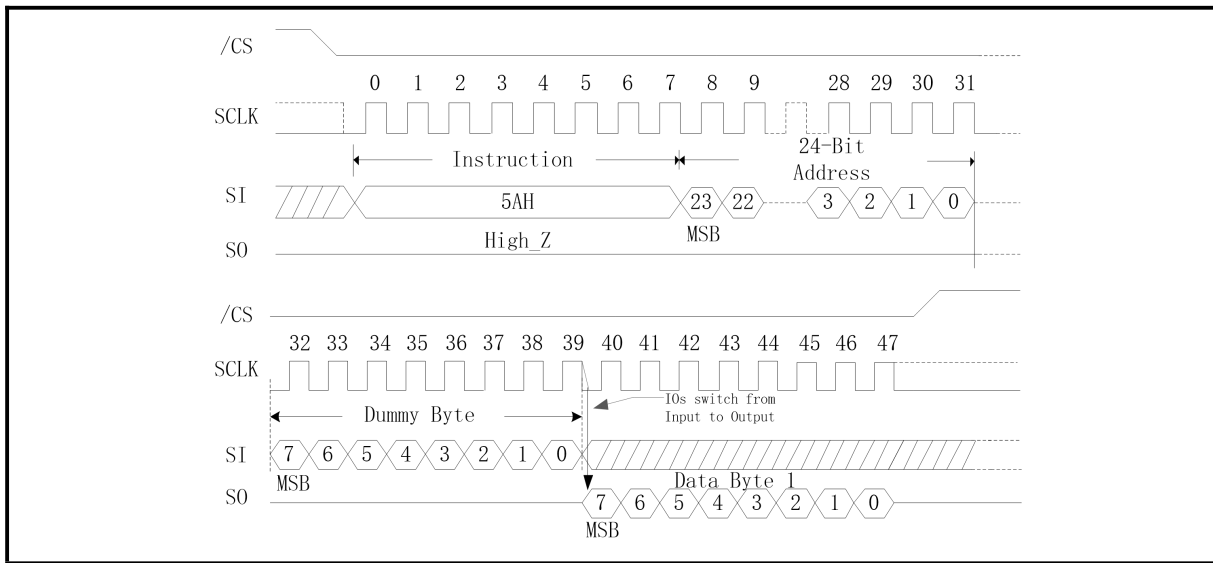 /CS
0 1 2 3 4 5 6 7 8 9 28 29 30 31
SCLK
Instruction
24-Bit
Address
SI
5AH
23 22 3 2 1 0
MSB
High_Z
SO
/CS
32 33 34 35 36 37 38 39 40 41 42 43 44 45 46 47
SCLK
IOs switch from
Input to Output
Dummy Byte
SI
7 6 5 4 3 2 1 0
MSB
Data Byte 1
SO
7 6 5 4 3 2 1 0
MSB